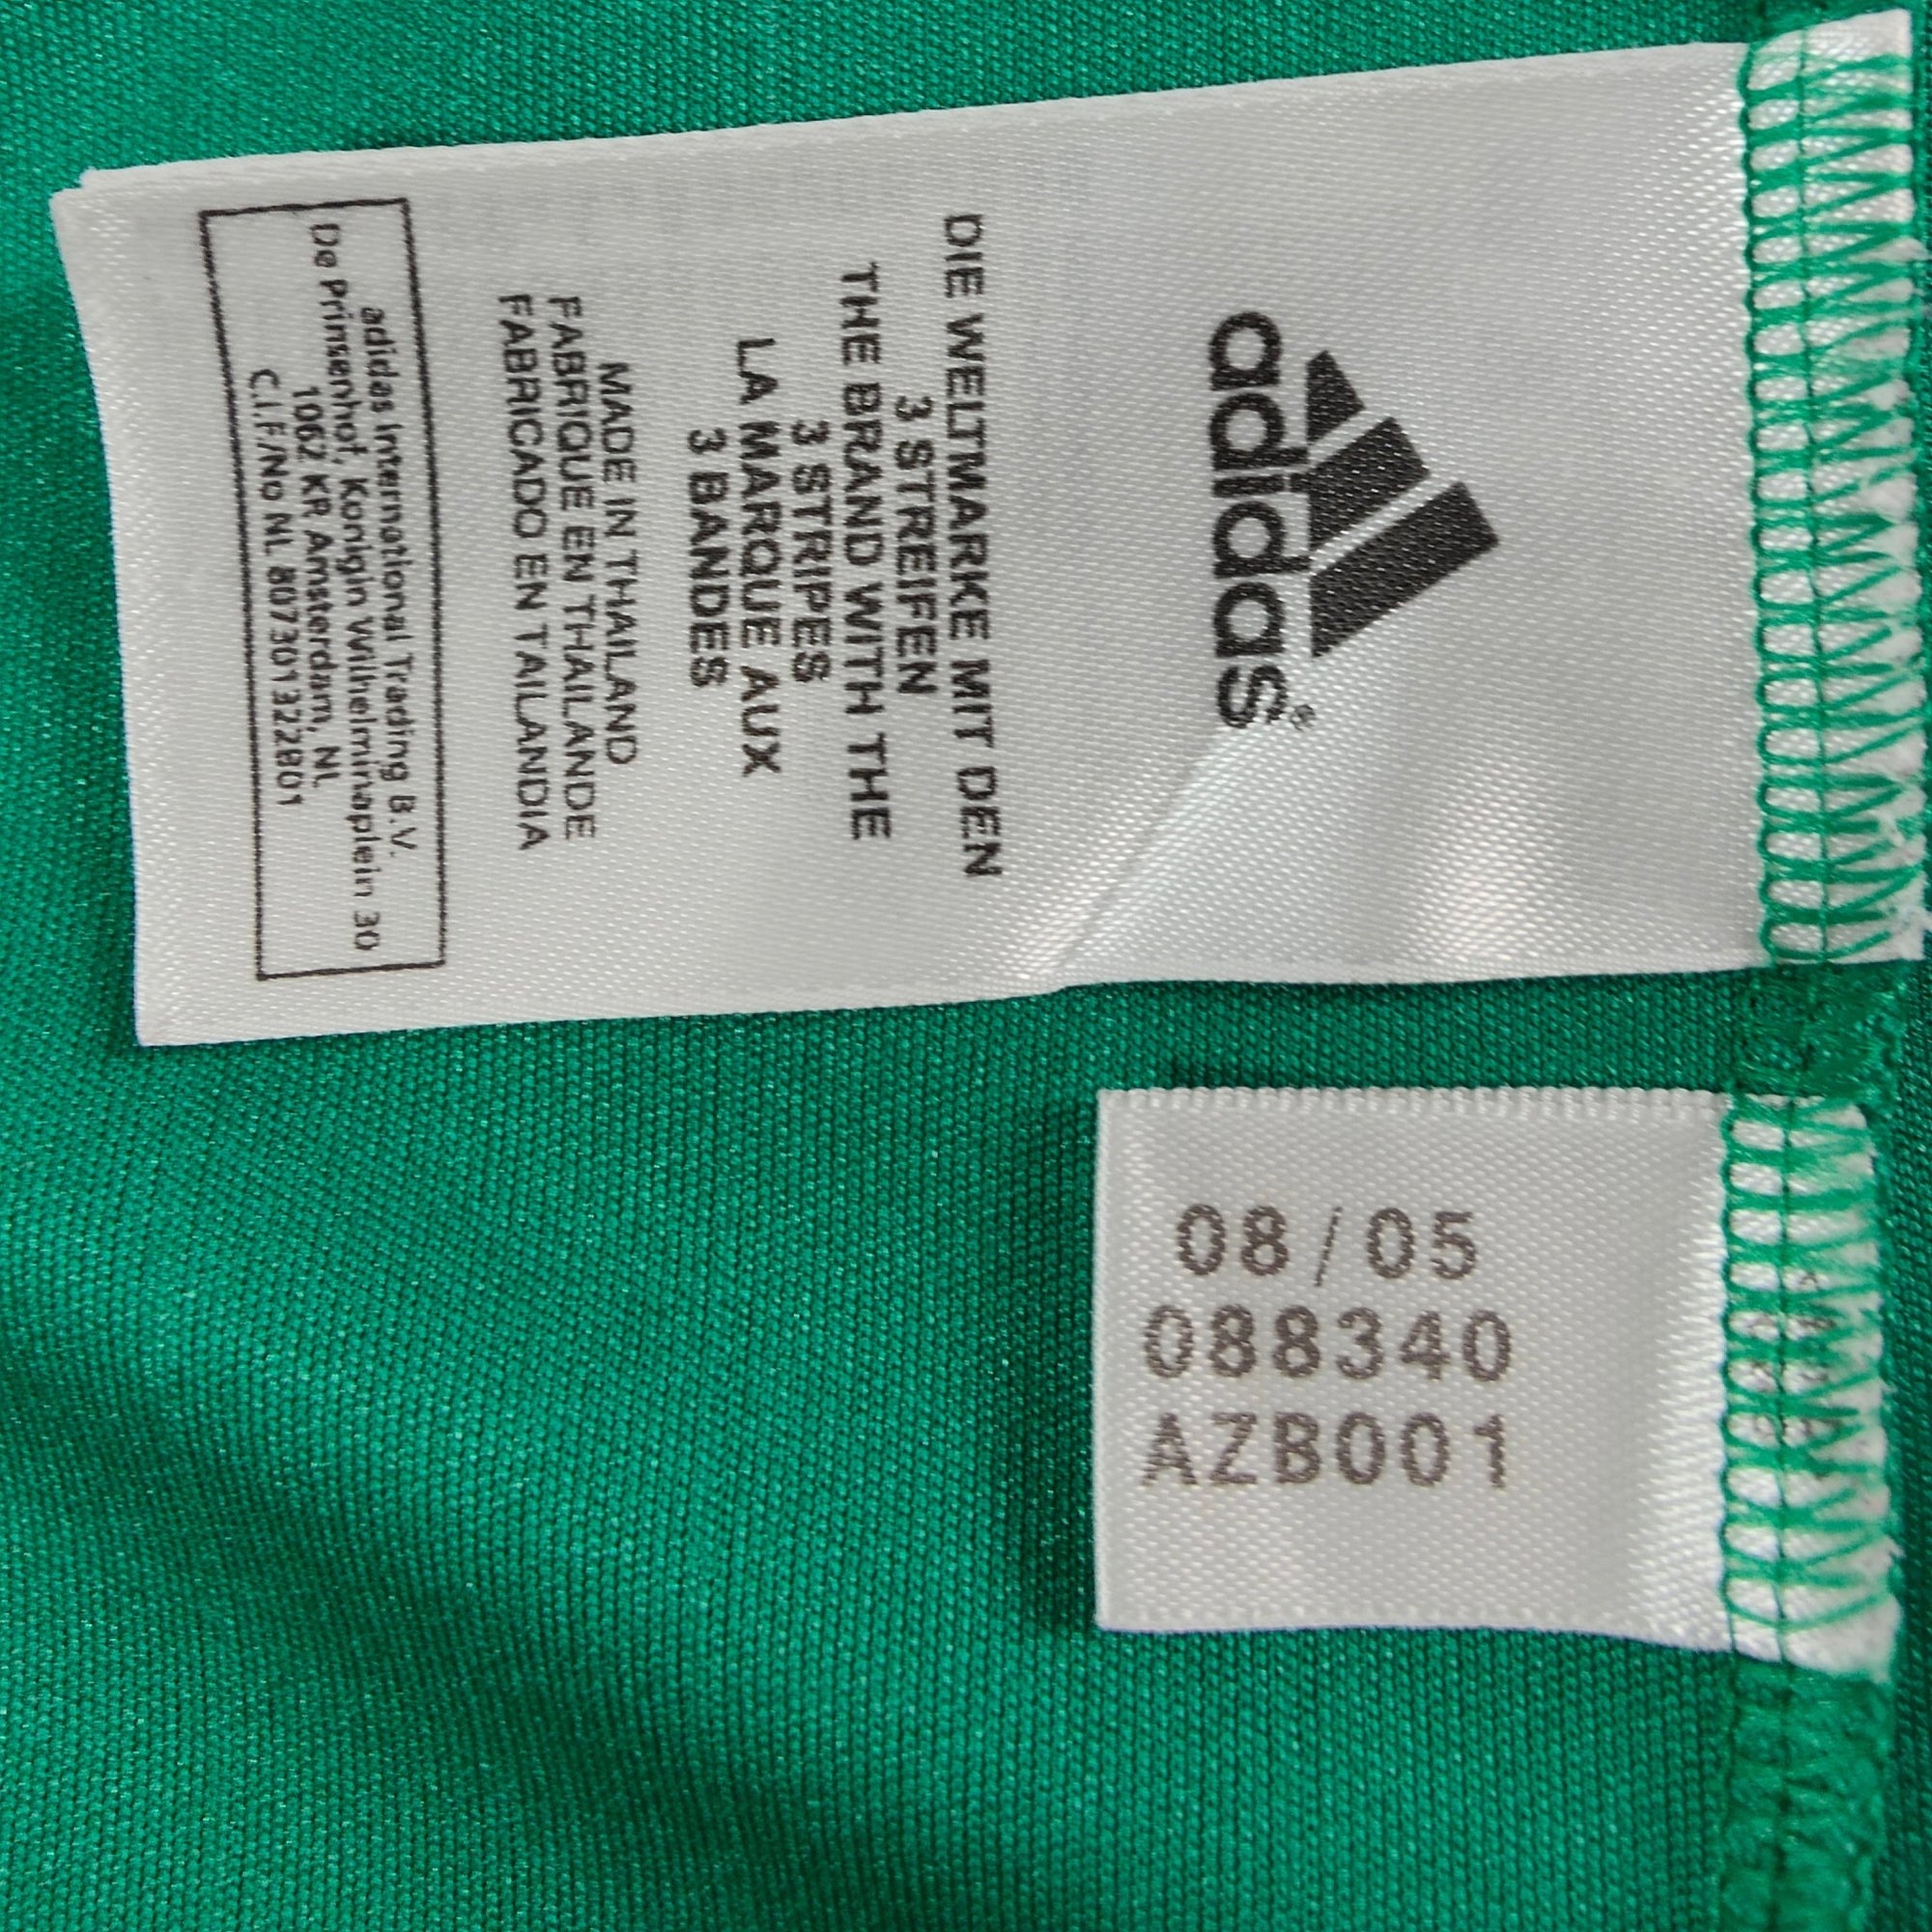 adidas®
DIE WELTMARKE MIT DEN
3 STREIFEN
THE BRAND WITH THE
3 STRIPES
LA MARQUE AUX
3 BANDES
MADE IN THAILAND
FABRIQUE EN THAILANDE
FABRICADO EN TAILANDIA
adidas International Trading B.V.
De Prinsenhof, Konigin Wilhelminaplein 30
1062 KR Amsterdam, NL
C.I.F/No NL 807301322B01
08/05
088340
AZB001